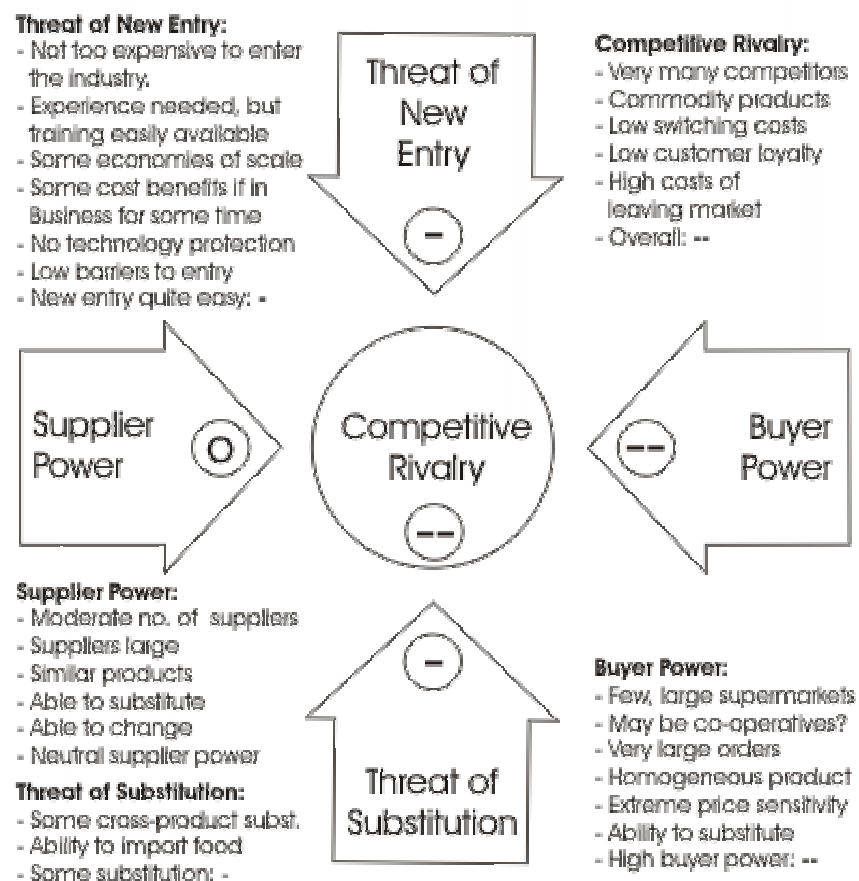 Threat of New Entry:
- Not too expensive to enter
the industry.
- Experience needed, but
training easily available
- Some economies of scale
- Some cost benefits if in
Business for some time
- No technology protection
- Low barriers to entry
- New entry quite easy: -
Threat of
New
Entry
-
Competitive Rivalry:
- Very many competitors
- Commodity products
- Low switching costs
- Low customer loyalty
- High costs of
leaving market
- Overall: --
Supplier
Power
O
Competitive
Rivalry
--
--
Buyer
Power
Supplier Power:
- Moderate no. of suppliers
- Suppliers large
- Similar products
- Able to substitute
- Able to change
- Neutral supplier power
Threat of Substitution:
- Some cross-product subst.
- Ability to import food
- Some substitution: -
-
Threat of
Substitution
Buyer Power:
- Few, large supermarkets
- May be co-operatives?
- Very large orders
- Homogeneous product
- Extreme price sensitivity
- Ability to substitute
- High buyer power: --